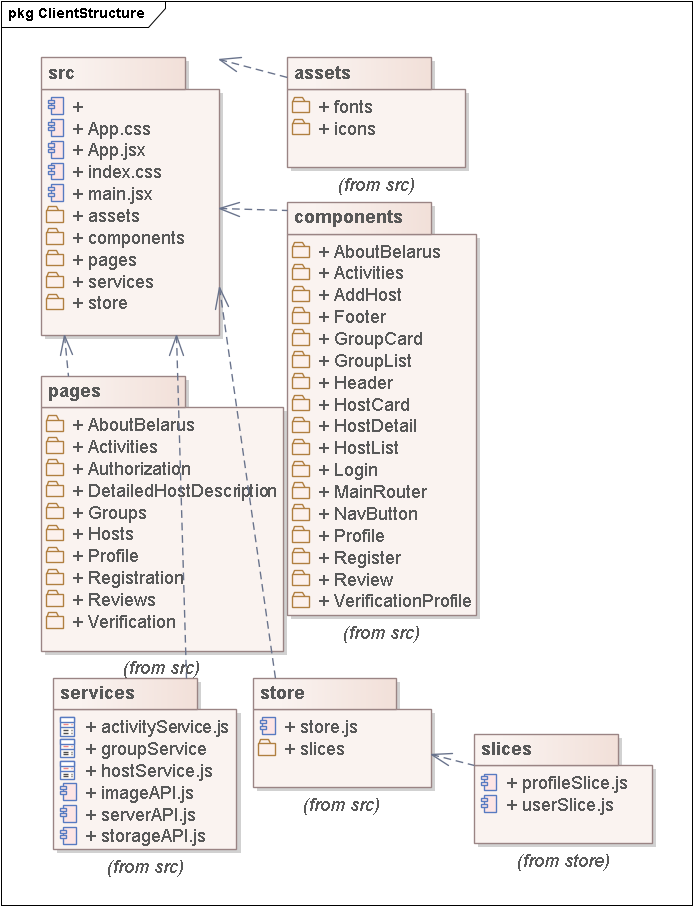 pkg ClientStructure
src
+
+ App.css
+ App.jsx
+ index.css
+ main.jsx
+ assets
+ components
+ pages
+ services
+ store
assets
+ fonts
+ icons
(from src)
components
+ AboutBelarus
+ Activities
+ AddHost
+ Footer
+ GroupCard
+ GroupList
+ Header
+ HostCard
+ HostDetail
+ HostList
+ Login
+ MainRouter
+ NavButton
+ Profile
+ Register
+ Review
+ VerificationProfile
(from src)
pages
+ AboutBelarus
+ Activities
+ Authorization
+ DetailedHostDescription
+ Groups
+ Hosts
+ Profile
+ Registration
+ Reviews
+ Verification
(from src)
services
+ activityService.js
+ groupService
+ hostService.js
+ imageAPI.js
+ serverAPI.js
+ storageAPI.js
(from src)
store
+ store.js
+ slices
(from src)
slices
+ profileSlice.js
+ userSlice.js
(from store)